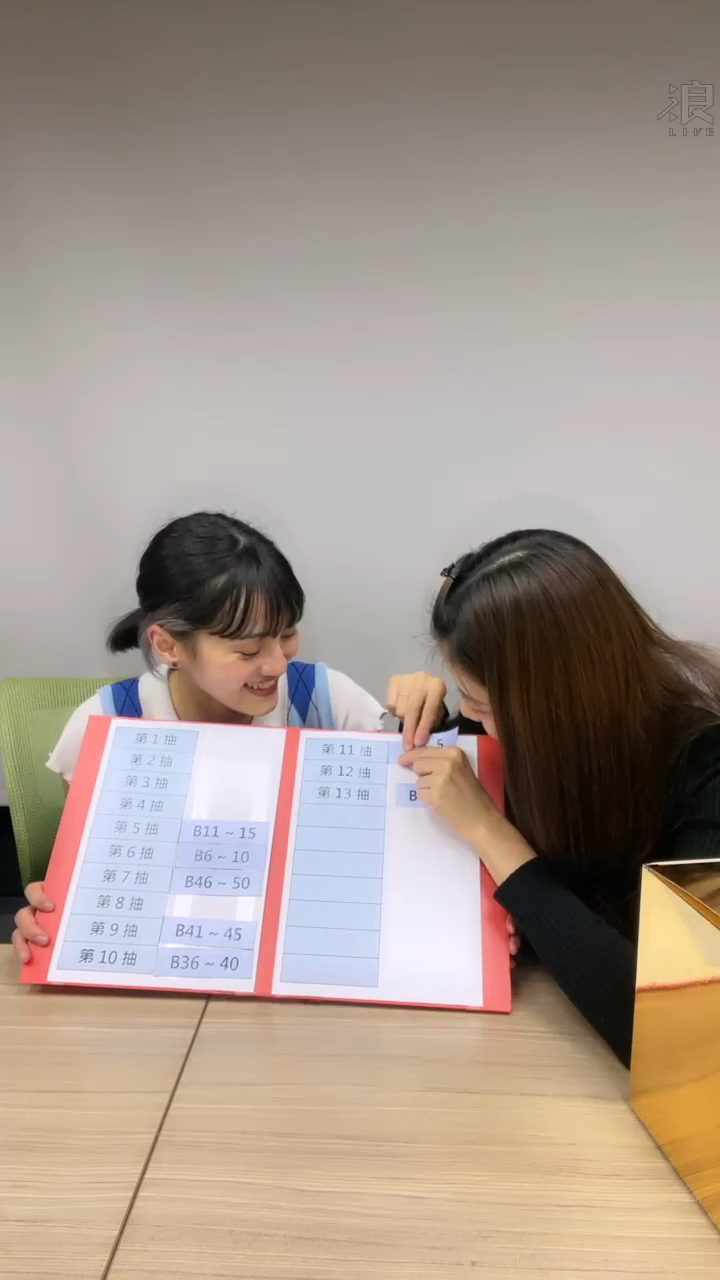 浪
LIVE
第 1 抽
第 2 抽
第 3 抽
第 4 抽
第 5 抽 B11 ~ 15
第 6 抽 B6 ~ 10
第 7 抽 B46 ~ 50
第 8 抽
第 9 抽 B41 ~ 45
第 10 抽 B36 ~ 40
第 11 抽 5
第 12 抽
第 13 抽 B